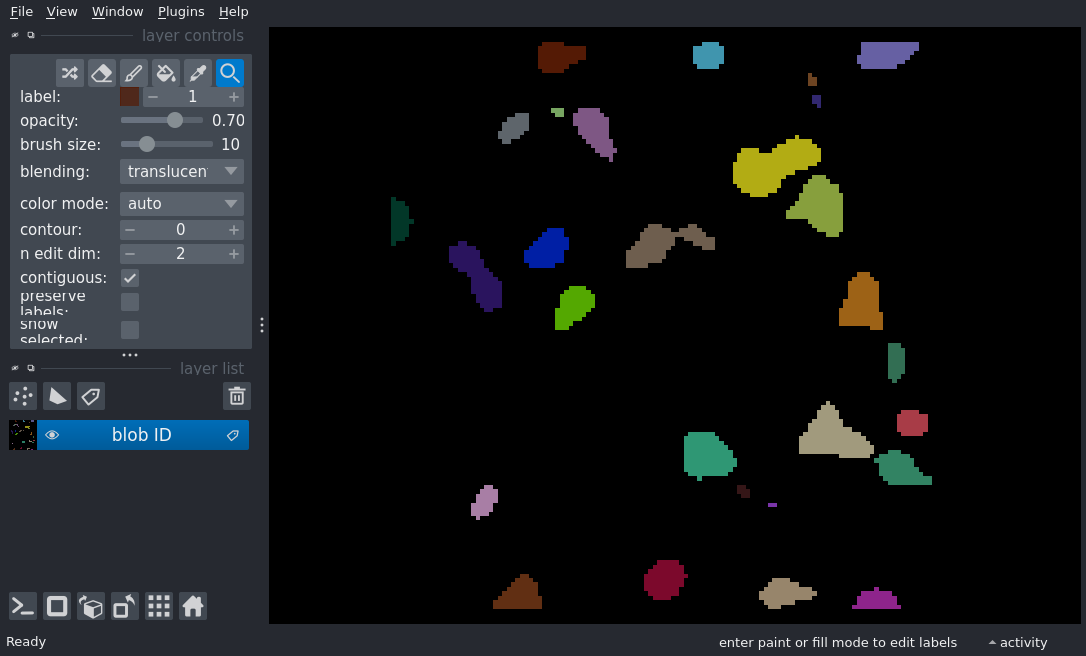 File View Window Plugins Help
layer controls
label: 1
opacity: 0.70
brush size: 10
blending: translucen
color mode: auto
contour: 0
n edit dim: 2
contiguous:
preserve
labels:
show
selected:
layer list
blob ID
Ready
enter paint or fill mode to edit labels
activity